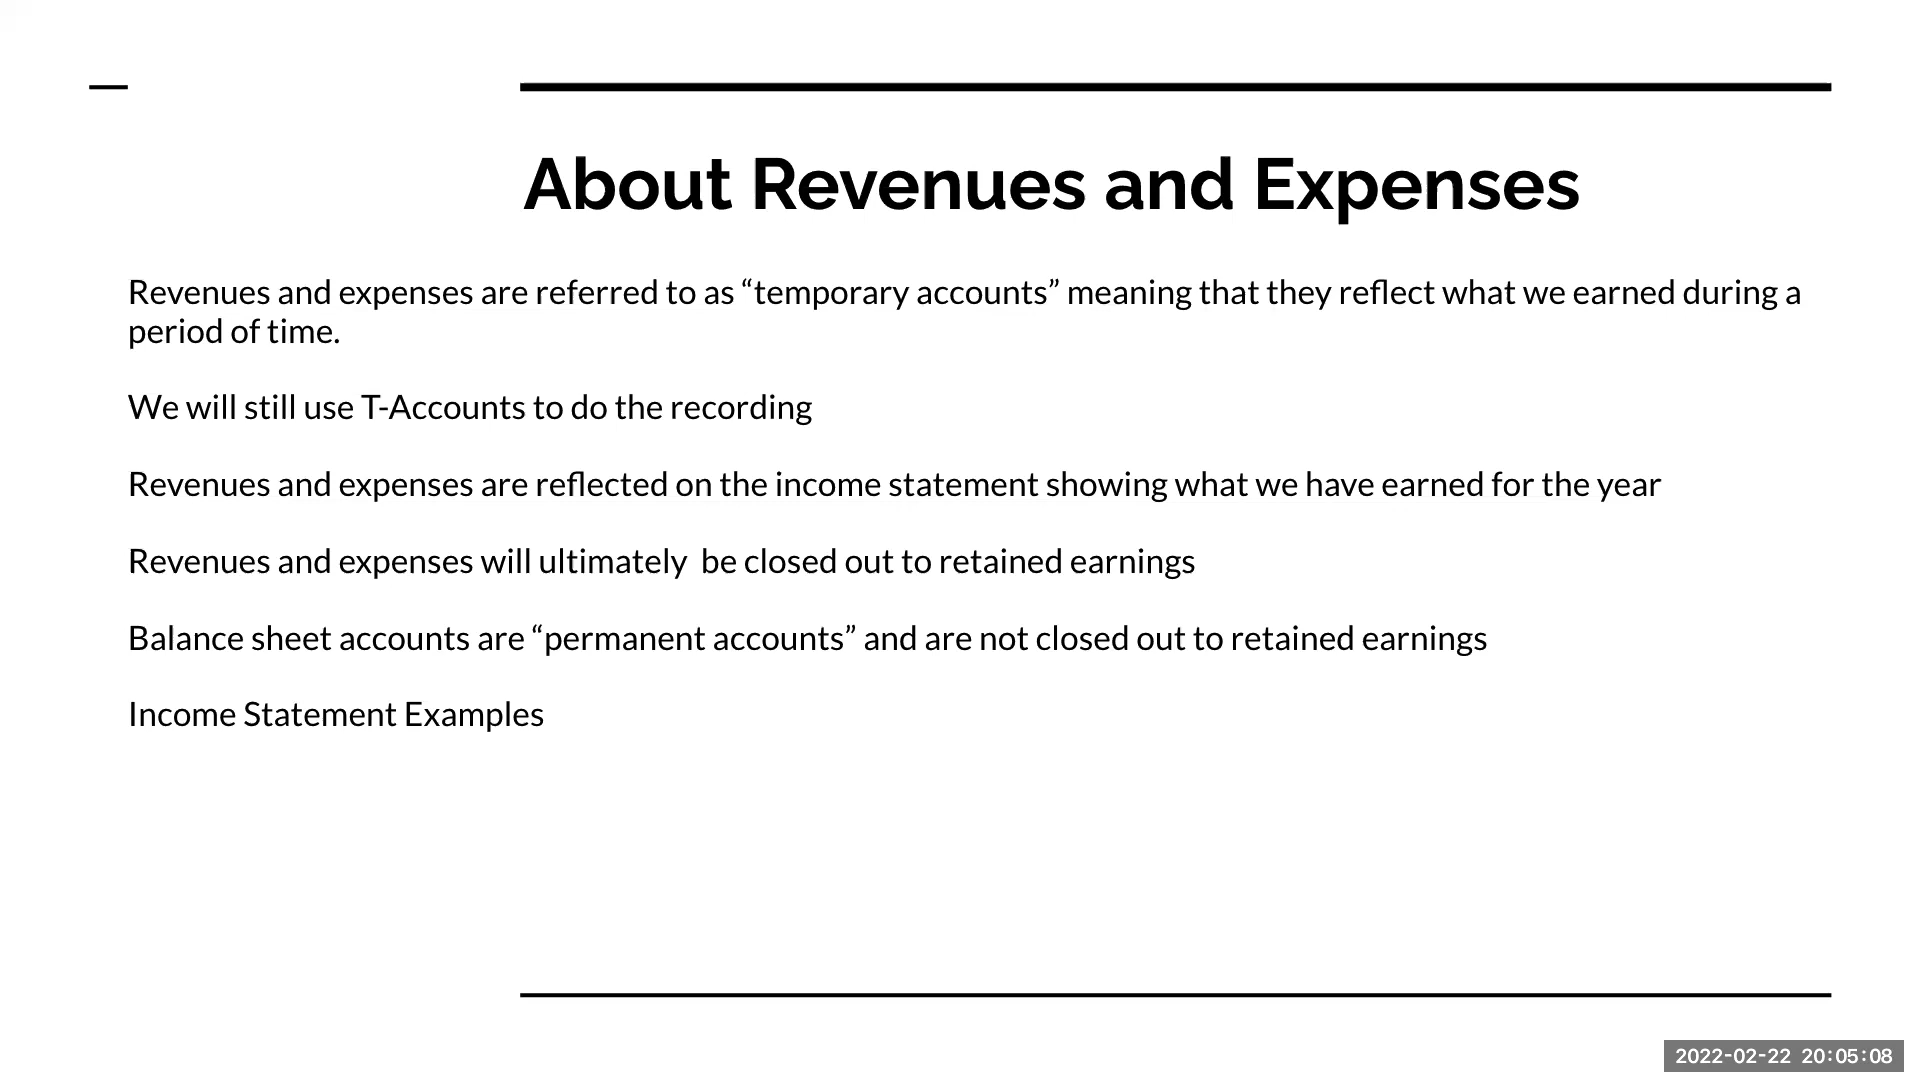 About Revenues and Expenses
Revenues and expenses are referred to as “temporary accounts” meaning that they reflect what we earned during a
period of time.
We will still use T-Accounts to do the recording
Revenues and expenses are reflected on the income statement showing what we have earned for the year
Revenues and expenses will ultimately  be closed out to retained earnings
Balance sheet accounts are “permanent accounts” and are not closed out to retained earnings
Income Statement Examples
2022-02-22 20:05:08